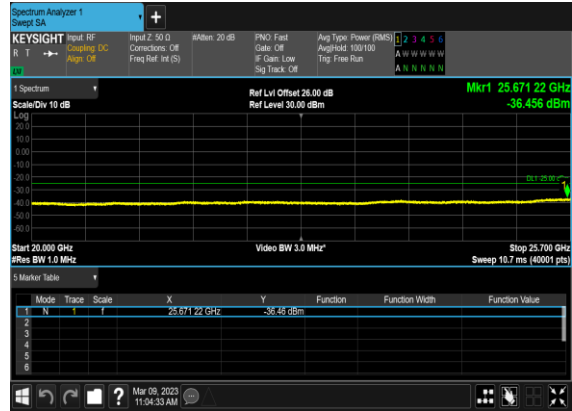 Spectrum Analyzer 1
Swept SA
+
KEYSIGHT
R T
Input: RF
Coupling: DC
Align: Off
Input Z: 50 Ω
Corrections: Off
Freq Ref: Int (S)
#Atten: 20 dB
PNO: Fast
Gate: Off
IF Gain: Low
Sig Track: Off
Avg Type: Power (RMS)
Avg|Hold: 100/100
Trig: Free Run
1 2 3 4 5 6
A W W W W W
A N N N N N
1 Spectrum
Scale/Div 10 dB
Ref Lvl Offset 26.00 dB
Ref Level 30.00 dBm
Mkr1 25.671 22 GHz
-36.456 dBm
Log
20.0
10.0
0.00
-10.0
-20.0
-30.0
-40.0
-50.0
-60.0
1
Start 20.000 GHz
#Res BW 1.0 MHz
Video BW 3.0 MHz*
Stop 25.700 GHz
Sweep 10.7 ms (40001 pts)
5 Marker Table
Mode Trace Scale X Y Function Function Width Function Value
1 N 1 f 25.671 22 GHz -36.46 dBm
2
3
4
5
6
?
Mar 09, 2023
11:04:33 AM